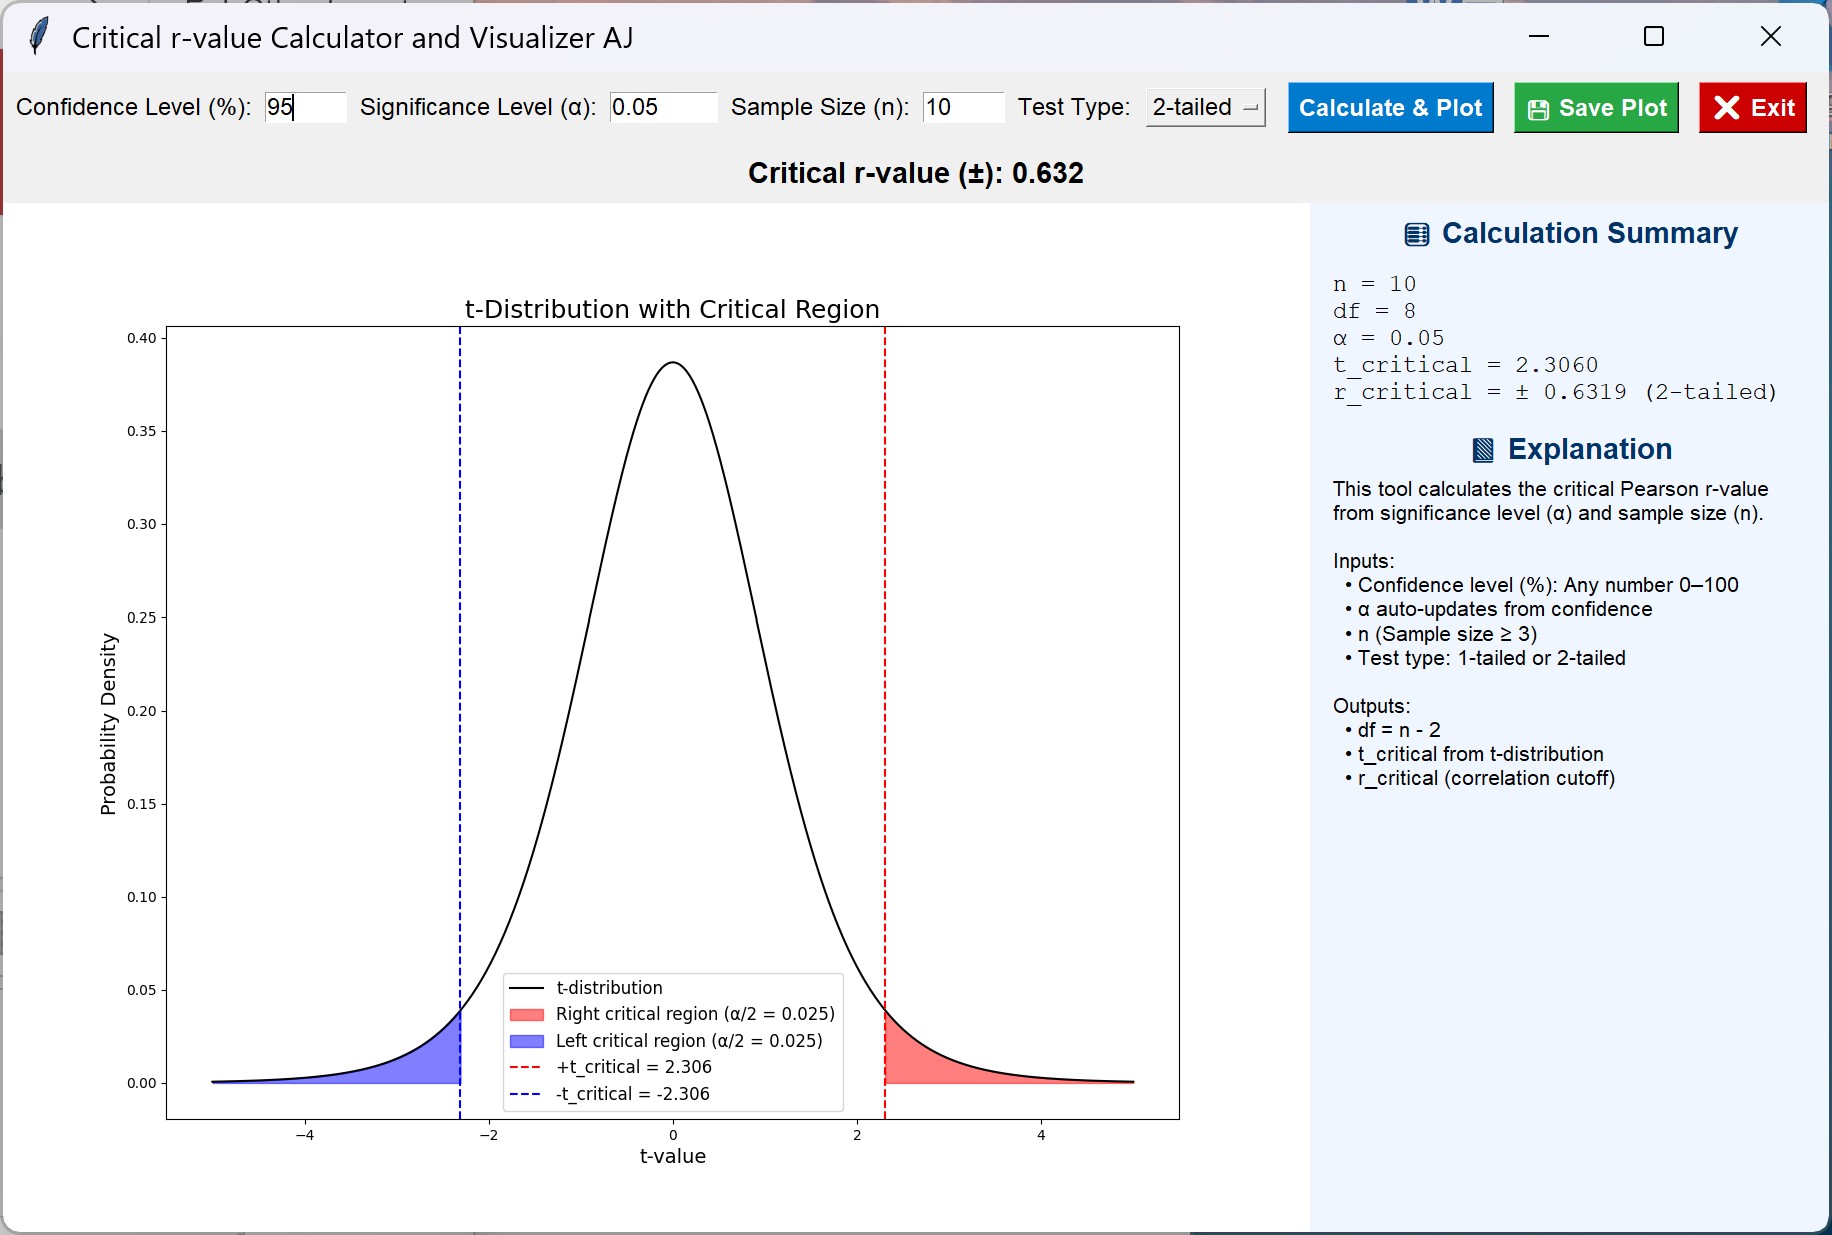 Critical r-value Calculator and Visualizer AJ
Confidence Level (%): 95 Significance Level (α): 0.05 Sample Size (n): 10 Test Type: 2-tailed Calculate & Plot Save Plot Exit
Critical r-value (±): 0.632
t-Distribution with Critical Region
0.40
0.35
0.30
0.25
0.20
0.15
0.10
0.05
0.00
Probability Density
−4 −2 0 2 4
t-value
t-distribution
Right critical region (α/2 = 0.025)
Left critical region (α/2 = 0.025)
+t_critical = 2.306
-t_critical = -2.306
Calculation Summary
n = 10
df = 8
α = 0.05
t_critical = 2.3060
r_critical = ± 0.6319 (2-tailed)
Explanation
This tool calculates the critical Pearson r-value
from significance level (α) and sample size (n).
Inputs:
• Confidence level (%): Any number 0–100
• α auto-updates from confidence
• n (Sample size ≥ 3)
• Test type: 1-tailed or 2-tailed
Outputs:
• df = n - 2
• t_critical from t-distribution
• r_critical (correlation cutoff)